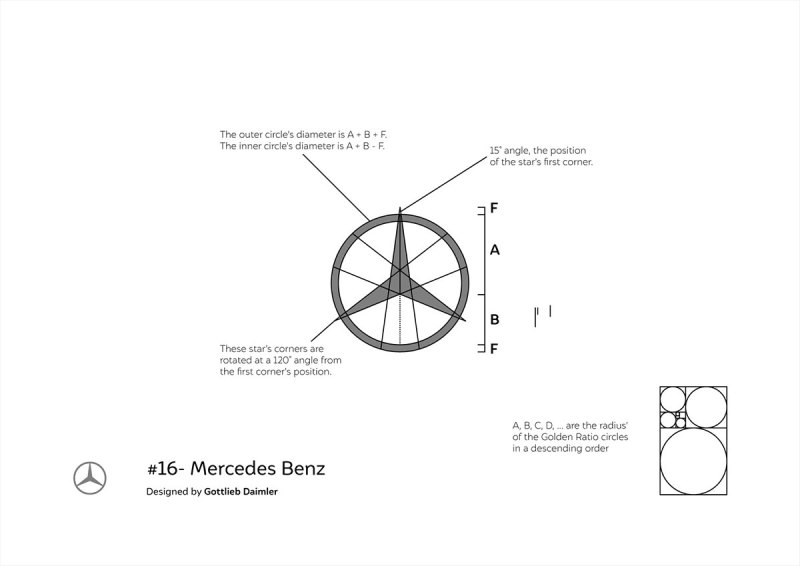 The outer circle's diameter is A + B + F.
The inner circle's diameter is A + B - F.
15° angle, the position
of the star's first corner.
F
A
B
F
These star's corners are
rotated at a 120° angle from
the first corner's position.
A, B, C, D, ... are the radius'
of the Golden Ratio circles
in a descending order
#16- Mercedes Benz
Designed by Gottlieb Daimler